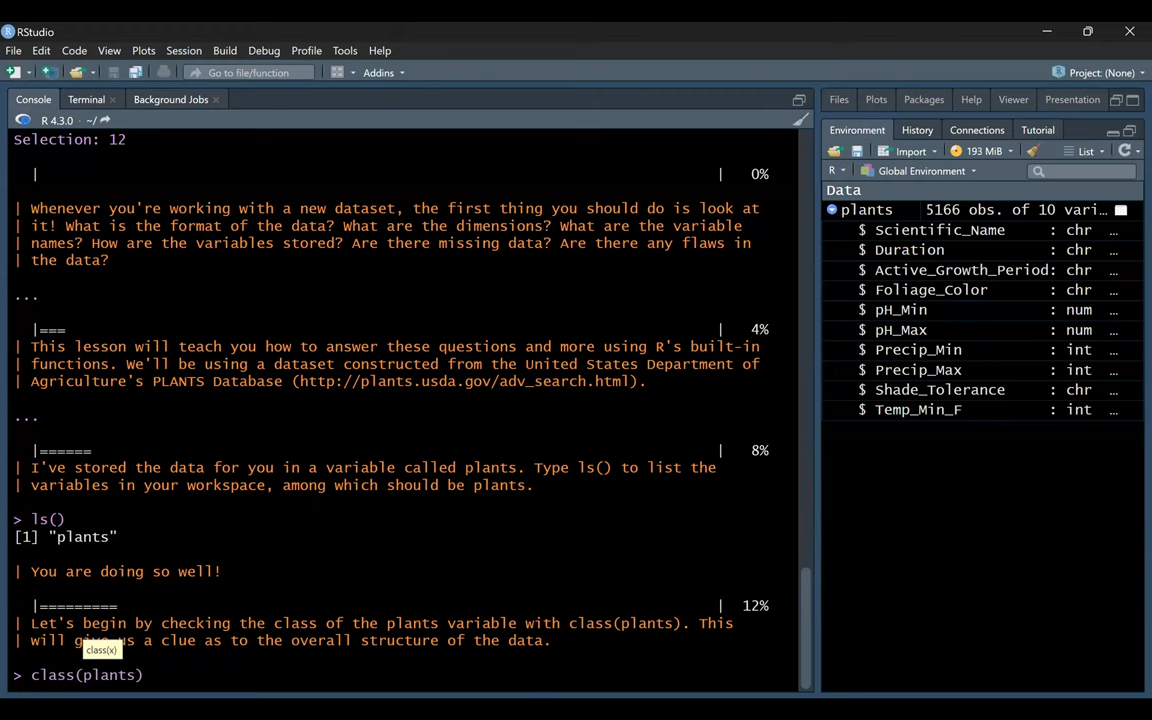 RStudio
File Edit Code View Plots Session Build Debug Profile Tools Help
Go to file/function Addins Project: (None)
Console Terminal Background Jobs
R 4.3.0 · ~/
Selection: 12
| | 0%
| Whenever you're working with a new dataset, the first thing you should do is look at
| it! What is the format of the data? What are the dimensions? What are the variable
| names? How are the variables stored? Are there missing data? Are there any flaws in
| the data?
...
|=== | 4%
| This lesson will teach you how to answer these questions and more using R's built-in
| functions. We'll be using a dataset constructed from the United States Department of
| Agriculture's PLANTS Database (http://plants.usda.gov/adv_search.html).
...
|====== | 8%
| I've stored the data for you in a variable called plants. Type ls() to list the
| variables in your workspace, among which should be plants.
> ls()
[1] "plants"
| You are doing so well!
|========= | 12%
| Let's begin by checking the class of the plants variable with class(plants). This
| will give us a clue as to the overall structure of the data.
class(x)
> class(plants)
Files Plots Packages Help Viewer Presentation
Environment History Connections Tutorial
Import 193 MiB List
R Global Environment
Data
plants 5166 obs. of 10 vari…
$ Scientific_Name : chr …
$ Duration : chr …
$ Active_Growth_Period: chr …
$ Foliage_Color : chr …
$ pH_Min : num …
$ pH_Max : num …
$ Precip_Min : int …
$ Precip_Max : int …
$ Shade_Tolerance : chr …
$ Temp_Min_F : int …